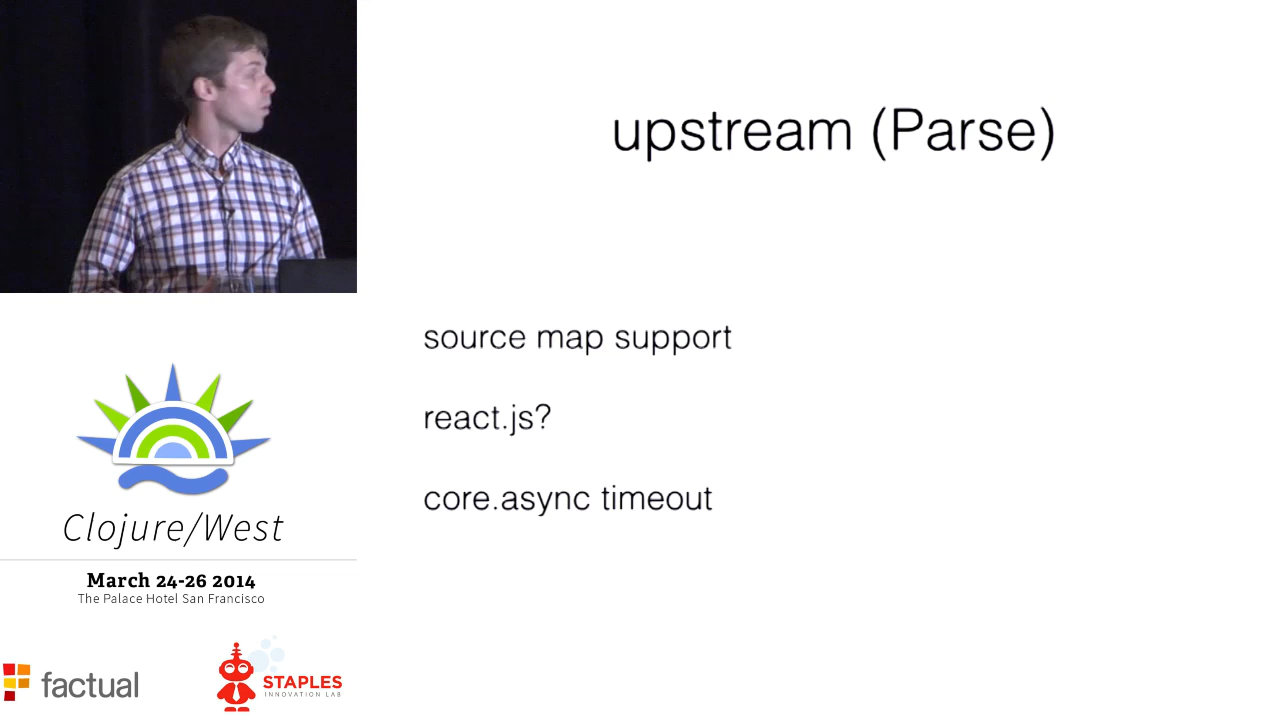 upstream (Parse)
source map support
react.js?
core.async timeout
Clojure/West
March 24-26 2014
The Palace Hotel San Francisco
factual
STAPLES
INNOVATION LAB